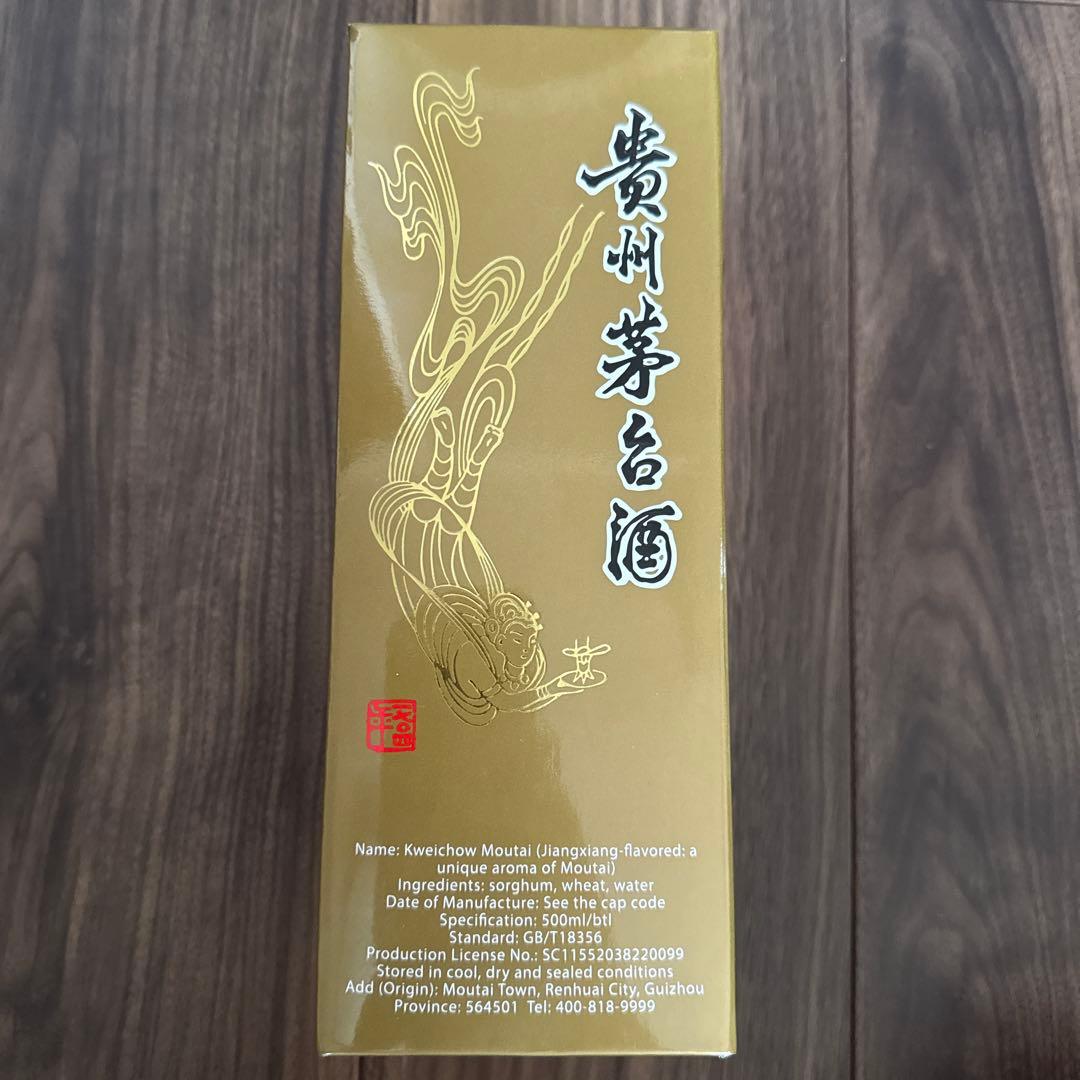 貴州茅台酒
Name: Kweichow Moutai (Jiangxiang-flavored: a
unique aroma of Moutai)
Ingredients: sorghum, wheat, water
Date of Manufacture: See the cap code
Specification: 500ml/btl
Standard: GB/T18356
Production License No.: SC11552038220099
Stored in cool, dry and sealed conditions
Add (Origin): Moutai Town, Renhuai City, Guizhou
Province: 564501 Tel: 400-818-9999